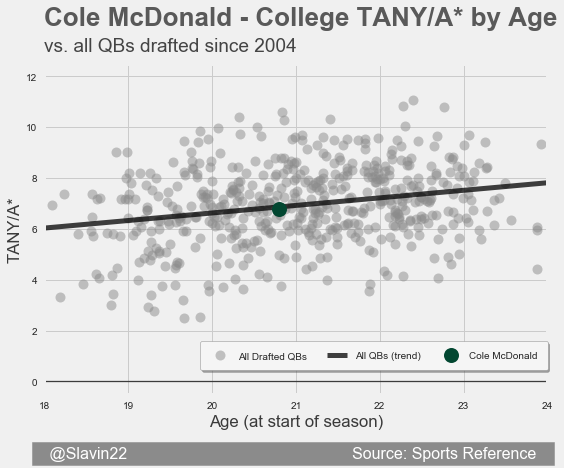 Cole McDonald - College TANY/A* by Age
vs. all QBs drafted since 2004
12
10
8
6
4
2
0
TANY/A*
All Drafted QBs
All QBs (trend)
Cole McDonald
18
19
20
21
22
23
24
Age (at start of season)
@Slavin22
Source: Sports Reference